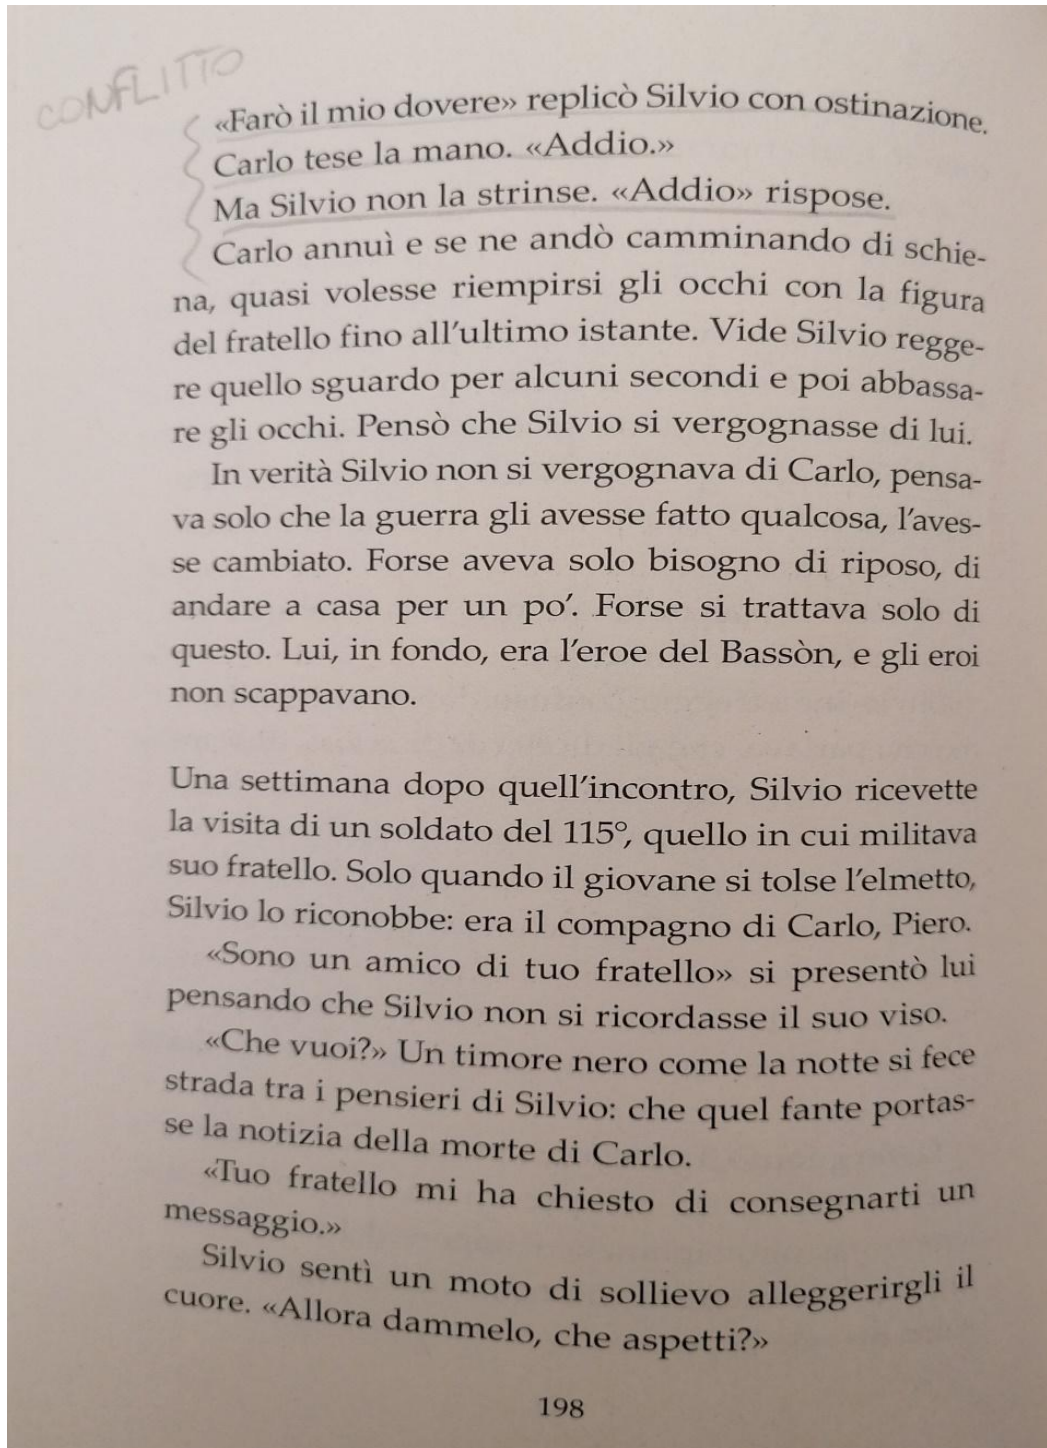 CONFLITTO
«Farò il mio dovere» replicò Silvio con ostinazione.
Carlo tese la mano. «Addio.»
Ma Silvio non la strinse. «Addio» rispose.
Carlo annuì e se ne andò camminando di schie-
na, quasi volesse riempirsi gli occhi con la figura
del fratello fino all'ultimo istante. Vide Silvio regge-
re quello sguardo per alcuni secondi e poi abbassa-
re gli occhi. Pensò che Silvio si vergognasse di lui.
In verità Silvio non si vergognava di Carlo, pensa-
va solo che la guerra gli avesse fatto qualcosa, l'aves-
se cambiato. Forse aveva solo bisogno di riposo, di
andare a casa per un po'. Forse si trattava solo di
questo. Lui, in fondo, era l'eroe del Bassòn, e gli eroi
non scappavano.
Una settimana dopo quell'incontro, Silvio ricevette
la visita di un soldato del 115°, quello in cui militava
suo fratello. Solo quando il giovane si tolse l'elmetto,
Silvio lo riconobbe: era il compagno di Carlo, Piero.
«Sono un amico di tuo fratello» si presentò lui
pensando che Silvio non si ricordasse il suo viso.
«Che vuoi?» Un timore nero come la notte si fece
strada tra i pensieri di Silvio: che quel fante portas-
se la notizia della morte di Carlo.
«Tuo fratello mi ha chiesto di consegnarti un
messaggio.»
Silvio sentì un moto di sollievo alleggerirgli il
cuore. «Allora dammelo, che aspetti?»
198